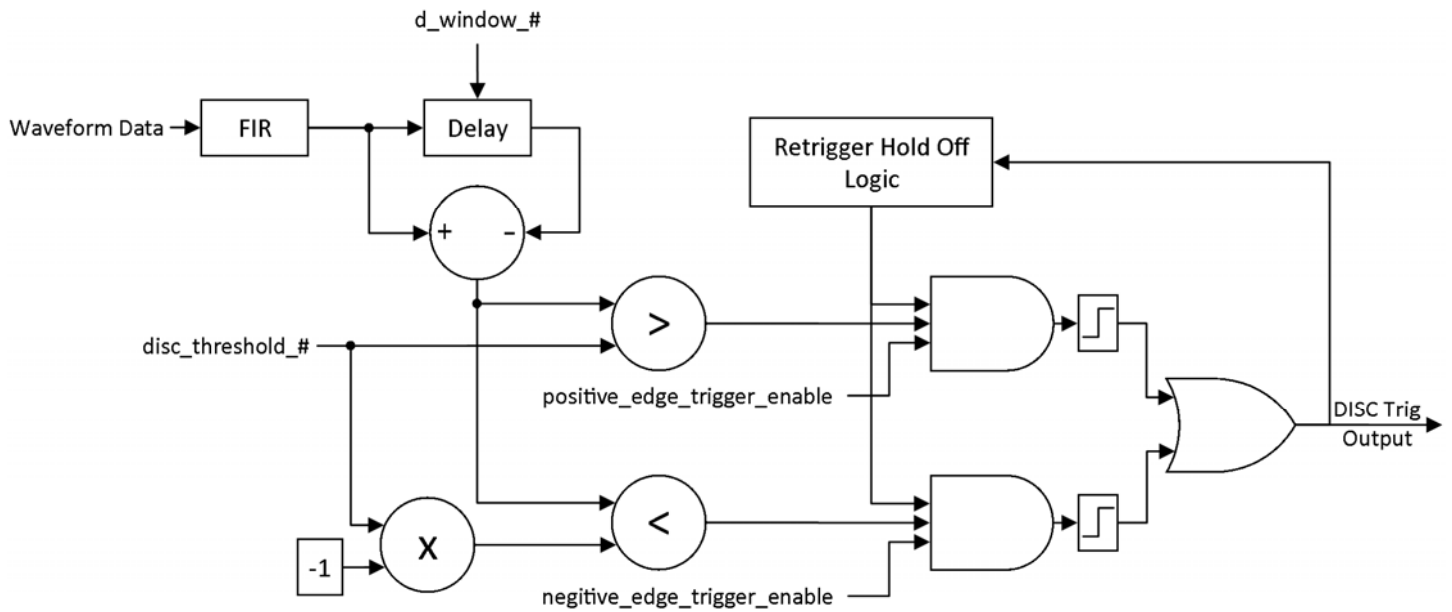 d_window_#
Waveform Data
FIR
Delay
Retrigger Hold Off
Logic
+
-
>
disc_threshold_#
positive_edge_trigger_enable
DISC Trig
Output
<
X
-1
negitive_edge_trigger_enable